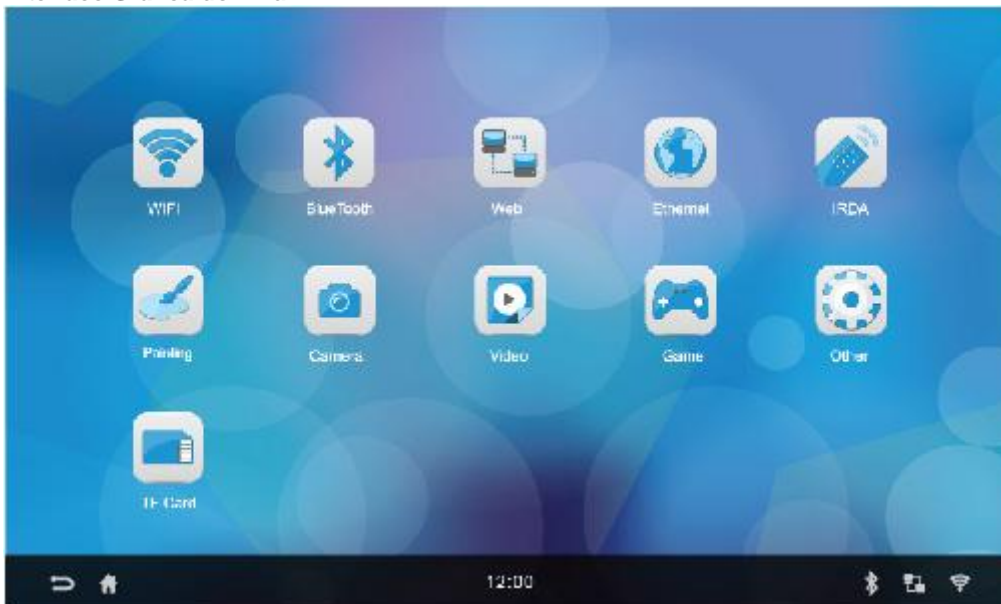 WIFI
BlueTooth
Web
Ethernet
IRDA
Painting
Camera
Video
Game
Other
TF Card
12:00